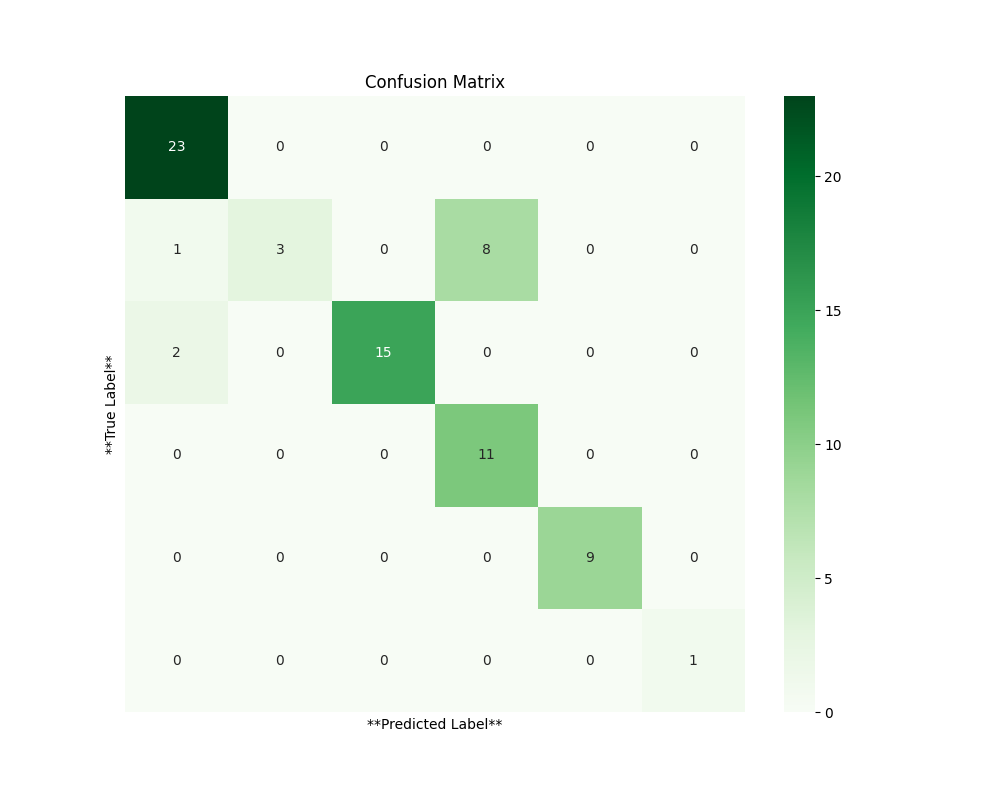 Confusion Matrix
23 0 0 0 0 0
1 3 0 8 0 0
2 0 15 0 0 0
0 0 0 11 0 0
0 0 0 0 9 0
0 0 0 0 0 1
**True Label**
**Predicted Label**
20
15
10
5
0